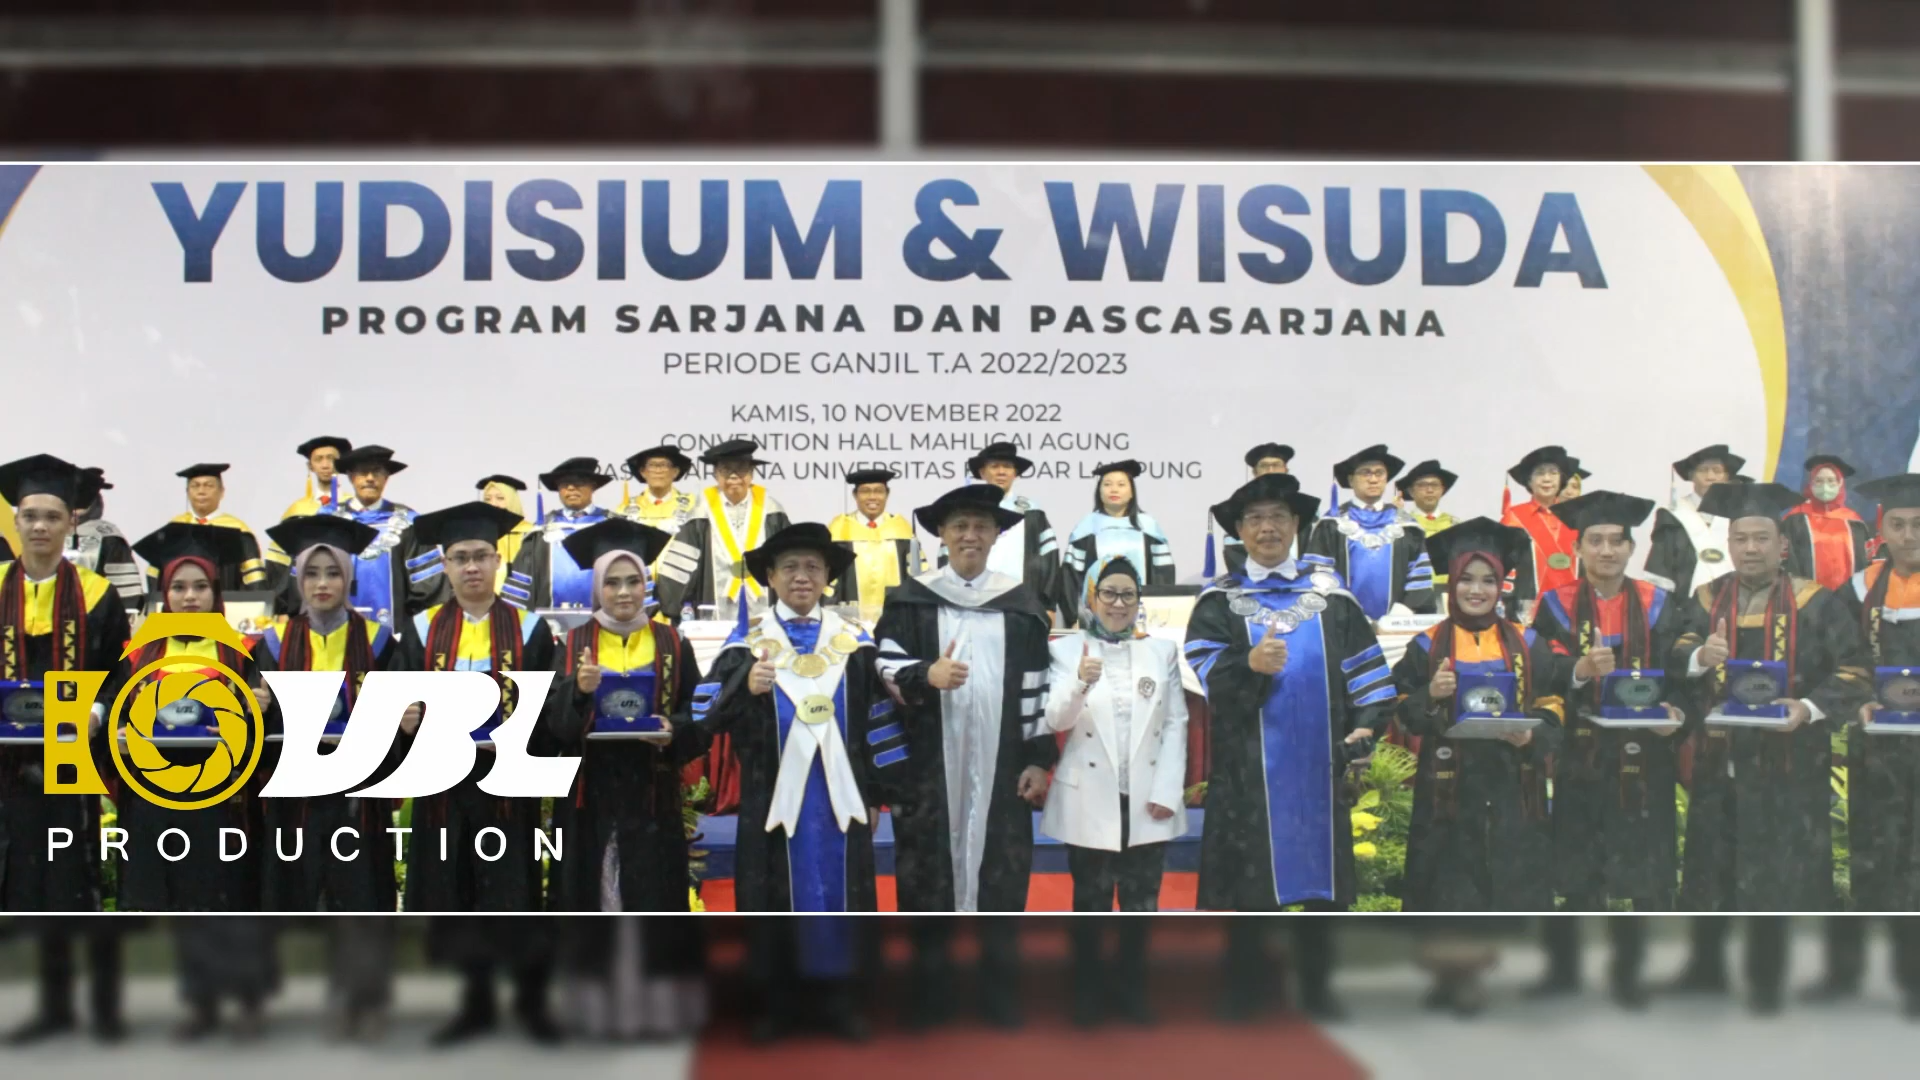 YUDISIUM & WISUDA
PROGRAM SARJANA DAN PASCASARJANA
PERIODE GANJIL T.A 2022/2023
KAMIS, 10 NOVEMBER 2022
CONVENTION HALL MAHLIGAI AGUNG
UNIVERSITAS
UBL
PRODUCTION